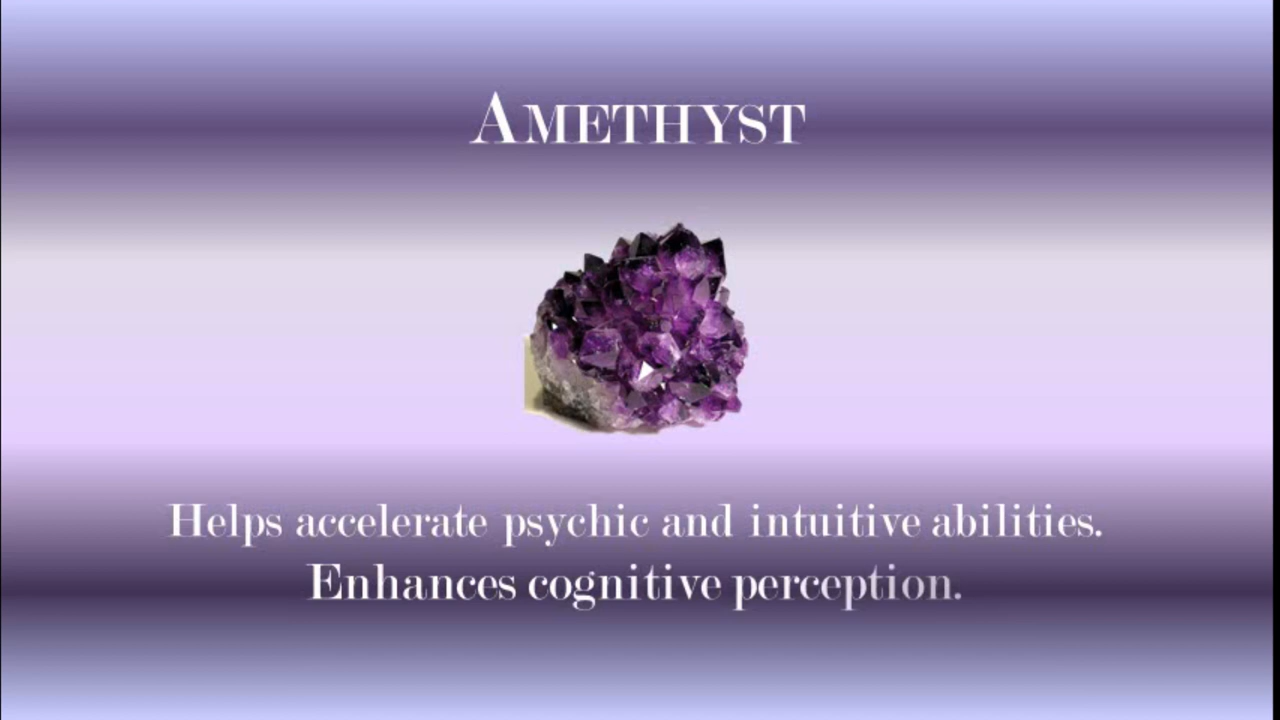 Amethyst
Helps accelerate psychic and intuitive abilities.
Enhances cognitive perception.